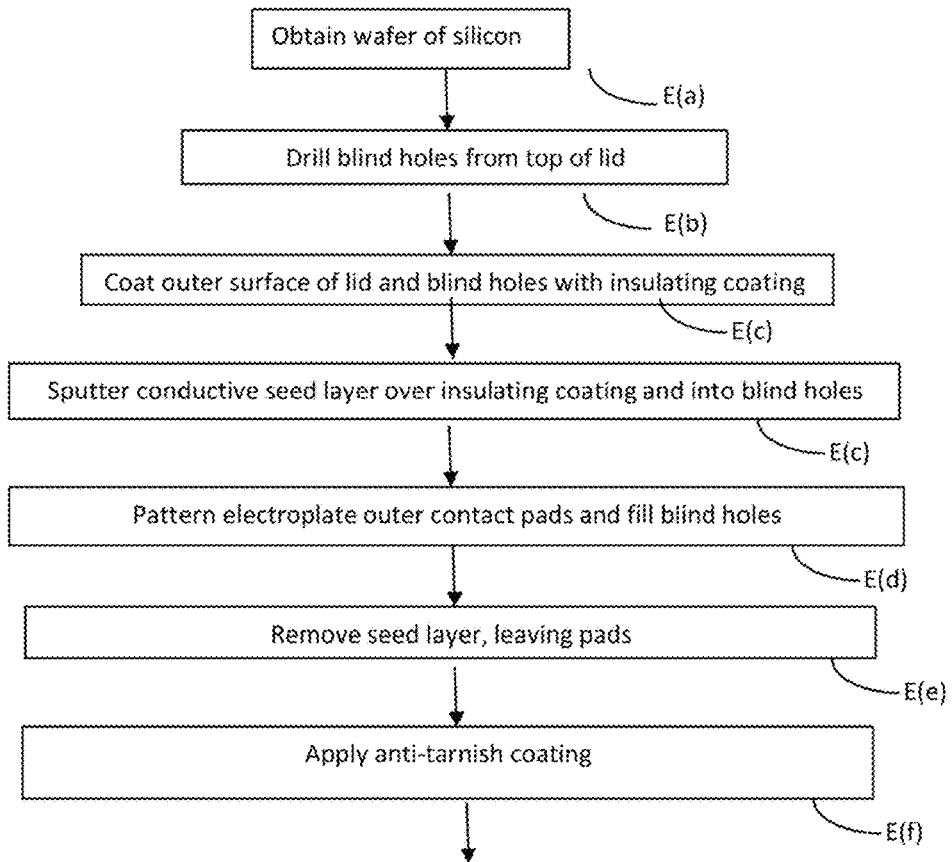 Obtain wafer of silicon
E(a)
Drill blind holes from top of lid
E(b)
Coat outer surface of lid and blind holes with insulating coating
E(c)
Sputter conductive seed layer over insulating coating and into blind holes
E(c)
Pattern electroplate outer contact pads and fill blind holes
E(d)
Remove seed layer, leaving pads
E(e)
Apply anti-tarnish coating
E(f)